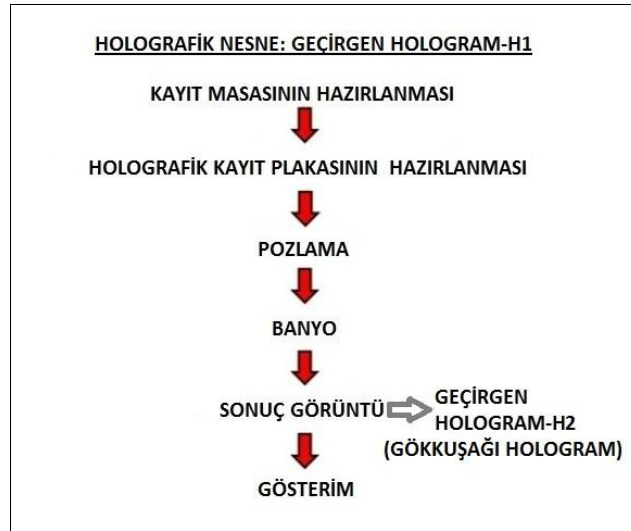 HOLOGRAFİK NESNE: GEÇİRGEN HOLOGRAM-H1
KAYIT MASASININ HAZIRLANMASI
HOLOGRAFİK KAYIT PLAKASININ HAZIRLANMASI
POZLAMA
BANYO
SONUÇ GÖRÜNTÜ
GEÇİRGEN
HOLOGRAM-H2
(GÖKKUŞAĞI HOLOGRAM)
GÖSTERİM